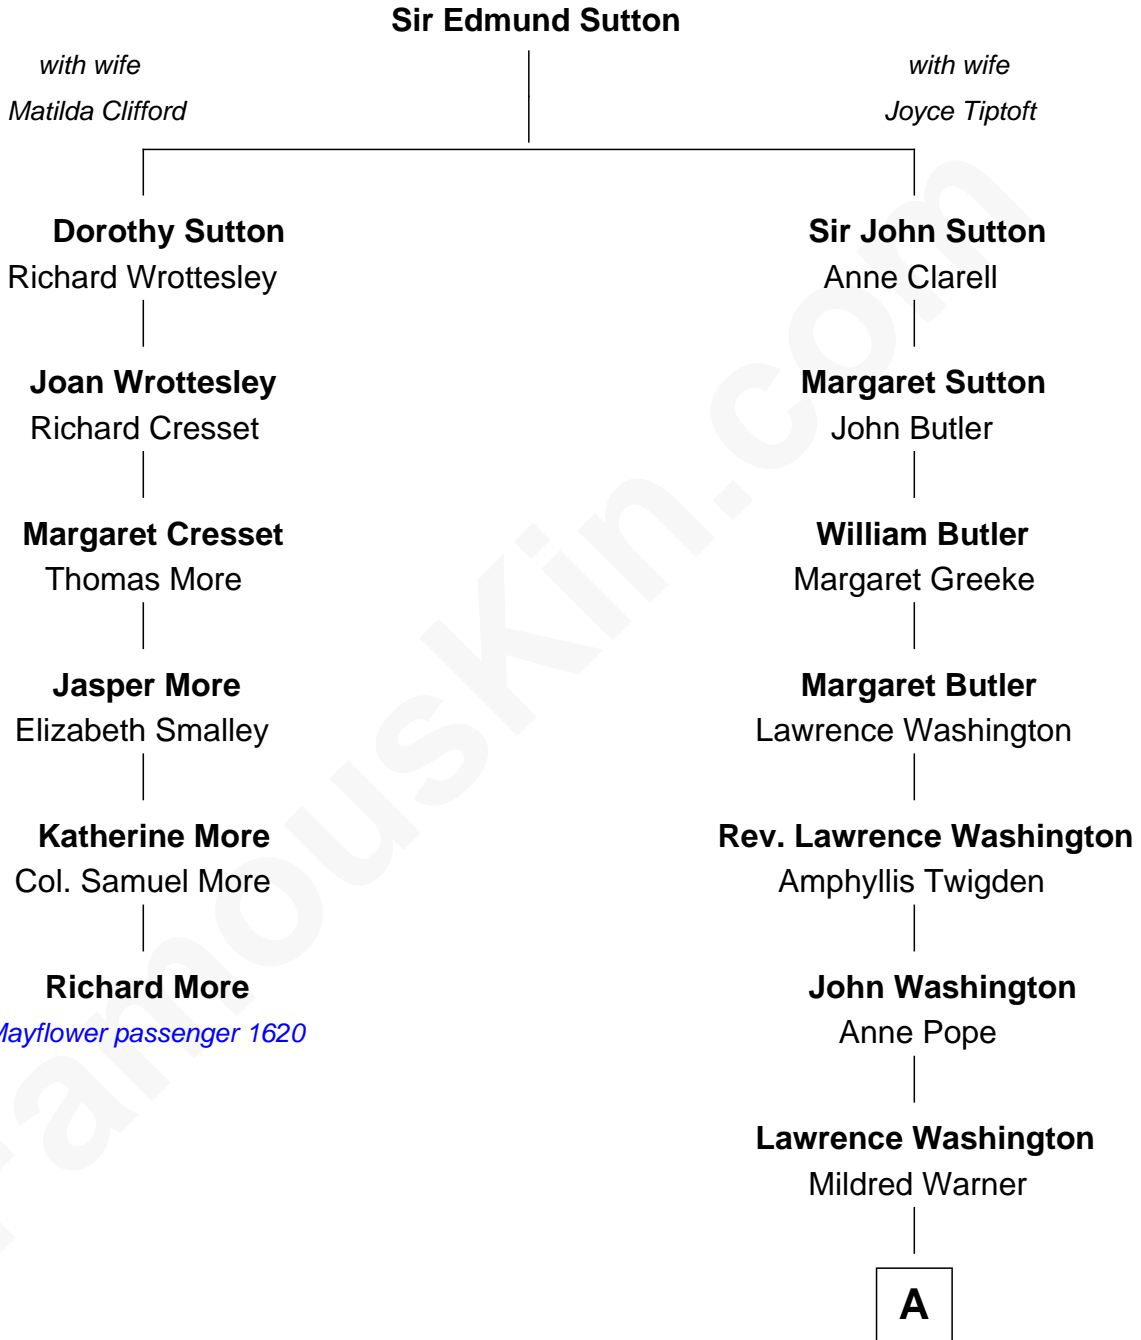 Sir Edmund Sutton
with wife
Matilda Clifford
with wife
Joyce Tiptoft
Dorothy Sutton
Richard Wrottesley
Joan Wrottesley
Richard Cresset
Margaret Cresset
Thomas More
Jasper More
Elizabeth Smalley
Katherine More
Col. Samuel More
Richard More
Mayflower passenger 1620
Sir John Sutton
Anne Clarell
Margaret Sutton
John Butler
William Butler
Margaret Greeke
Margaret Butler
Lawrence Washington
Rev. Lawrence Washington
Amphyllis Twigden
John Washington
Anne Pope
Lawrence Washington
Mildred Warner
A
FamousKin.com